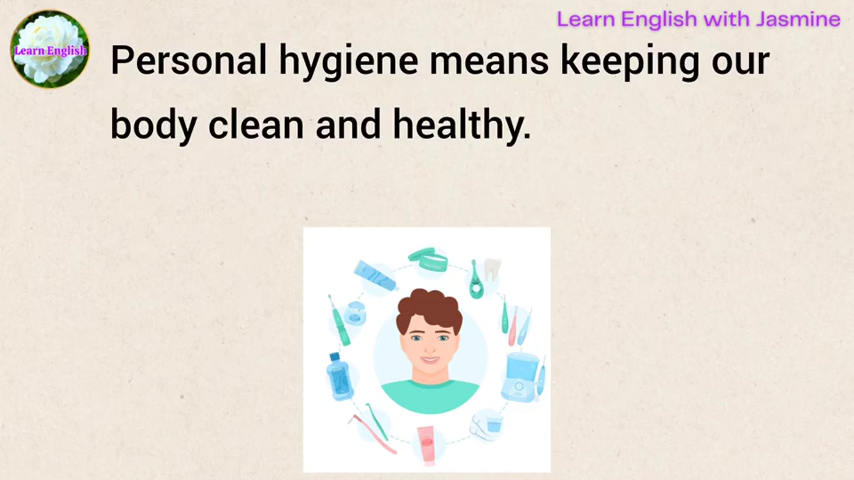 Learn English with Jasmine
Learn English
Personal hygiene means keeping our
body clean and healthy.